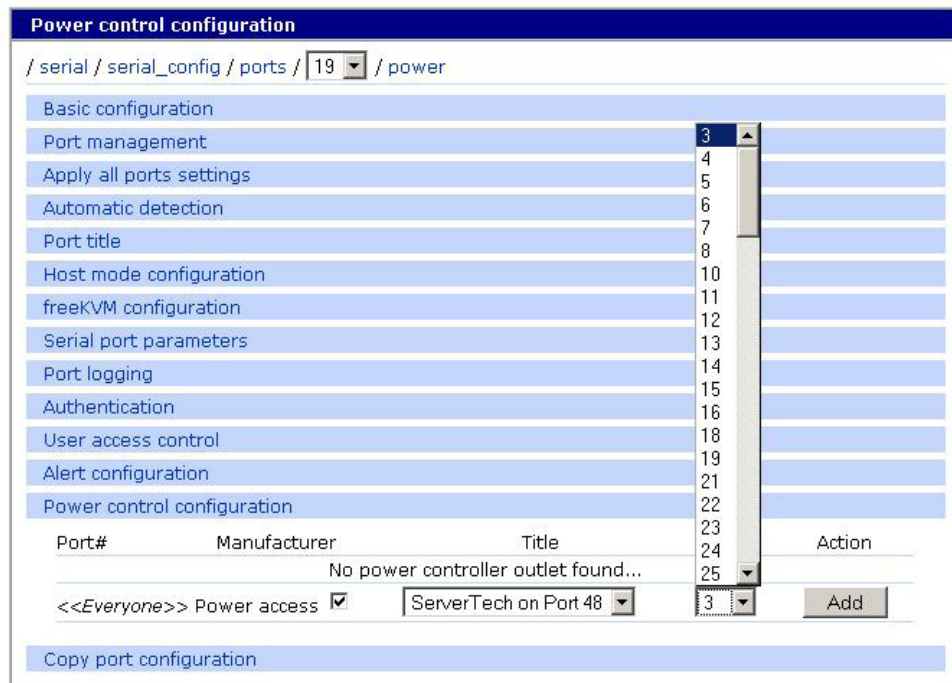 Power control configuration
/ serial / serial_config / ports / 19 / power
Basic configuration
Port management
Apply all ports settings
Automatic detection
Port title
Host mode configuration
freeKVM configuration
Serial port parameters
Port logging
Authentication
User access control
Alert configuration
Power control configuration
3
4
5
6
7
8
10
11
12
13
14
15
16
18
19
21
22
23
24
25
Port# Manufacturer Title Action
No power controller outlet found...
<<Everyone>> Power access ServerTech on Port 48 3 Add
Copy port configuration